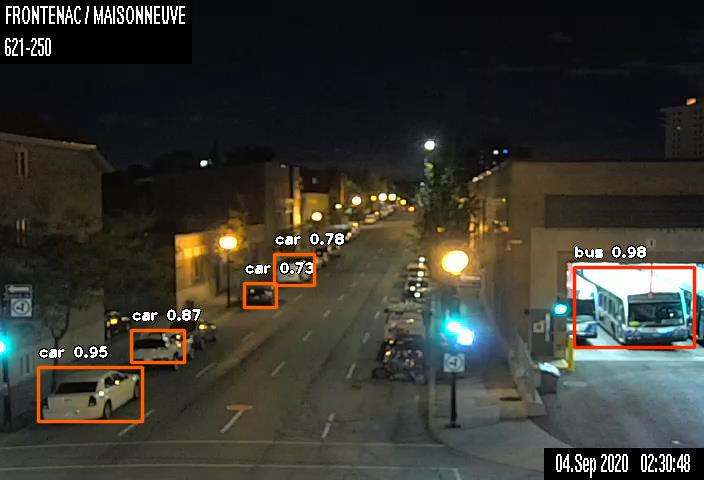 FRONTENAC / MAISONNEUVE
621-250
car 0.78
bus 0.98
car 0.73
car 0.87
car 0.95
04.Sep 2020 02:30:48